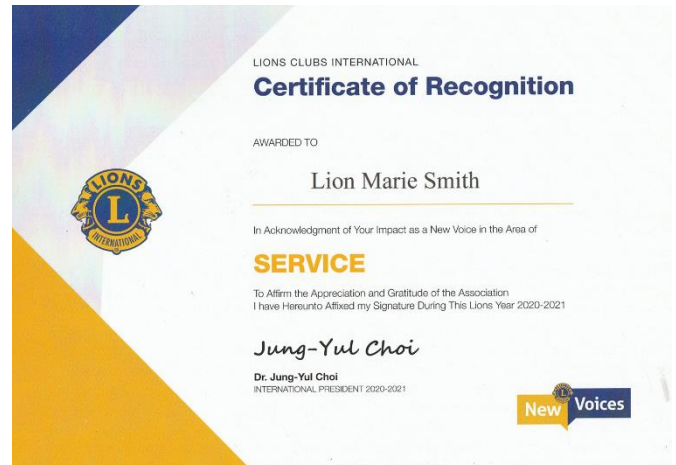 LIONS CLUBS INTERNATIONAL
Certificate of Recognition
AWARDED TO
Lion Marie Smith
LIONS
L
INTERNATIONAL
In Acknowledgment of Your Impact as a New Voice in the Area of
SERVICE
To Affirm the Appreciation and Gratitude of the Association
I have Hereunto Affixed my Signature During This Lions Year 2020-2021
Jung-Yul Choi
Dr. Jung-Yul Choi
INTERNATIONAL PRESIDENT 2020-2021
New Voices